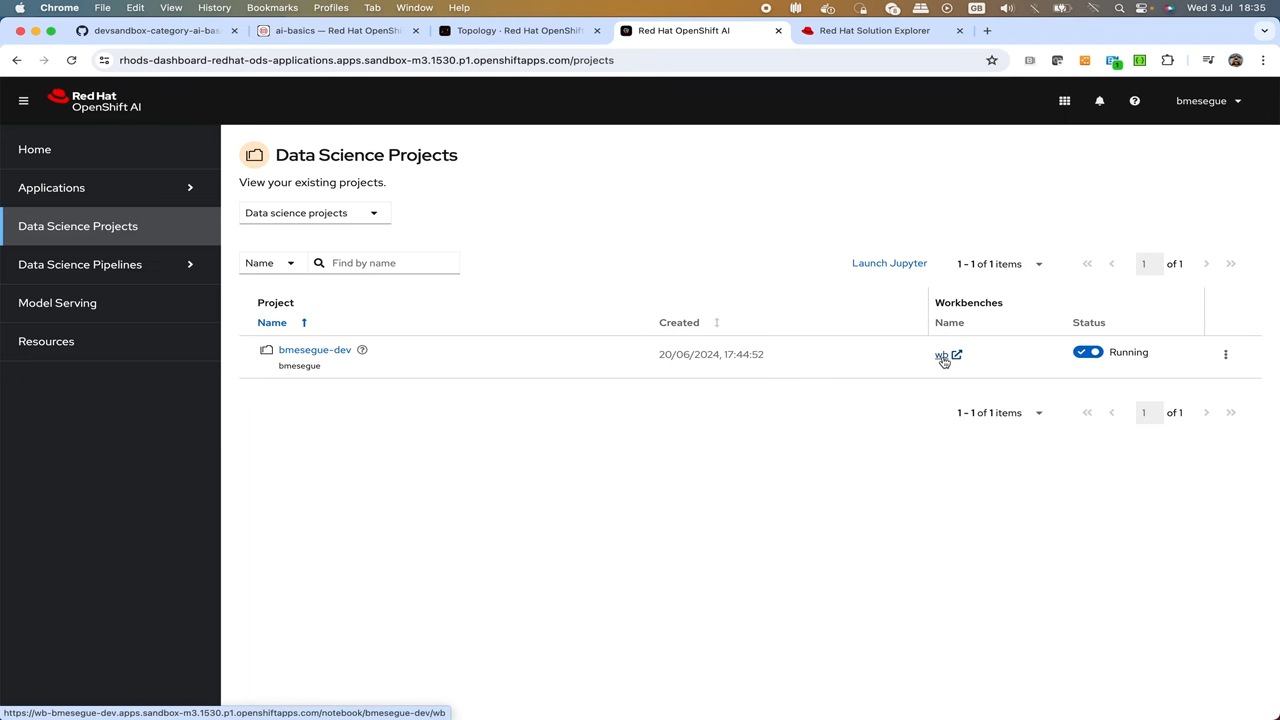 Chrome File Edit View History Bookmarks Profiles Tab Window Help GB Wed 3 Jul 18:35
devsandbox-category-ai-bas
ai-basics — Red Hat OpenShi
Topology · Red Hat OpenShift
Red Hat OpenShift AI
Red Hat Solution Explorer
rhods-dashboard-redhat-ods-applications.apps.sandbox-m3.1530.p1.openshiftapps.com/projects
1
Red Hat
OpenShift AI
bmesegue
Home
Applications
Data Science Projects
Data Science Pipelines
Model Serving
Resources
Data Science Projects
View your existing projects.
Data science projects
Name Find by name Launch Jupyter 1 - 1 of 1 items 1 of 1
Project Workbenches
Name Created Name Status
bmesegue-dev 20/06/2024, 17:44:52 wb Running
bmesegue
1 - 1 of 1 items 1 of 1
https://wb-bmesegue-dev.apps.sandbox-m3.1530.p1.openshiftapps.com/notebook/bmesegue-dev/wb